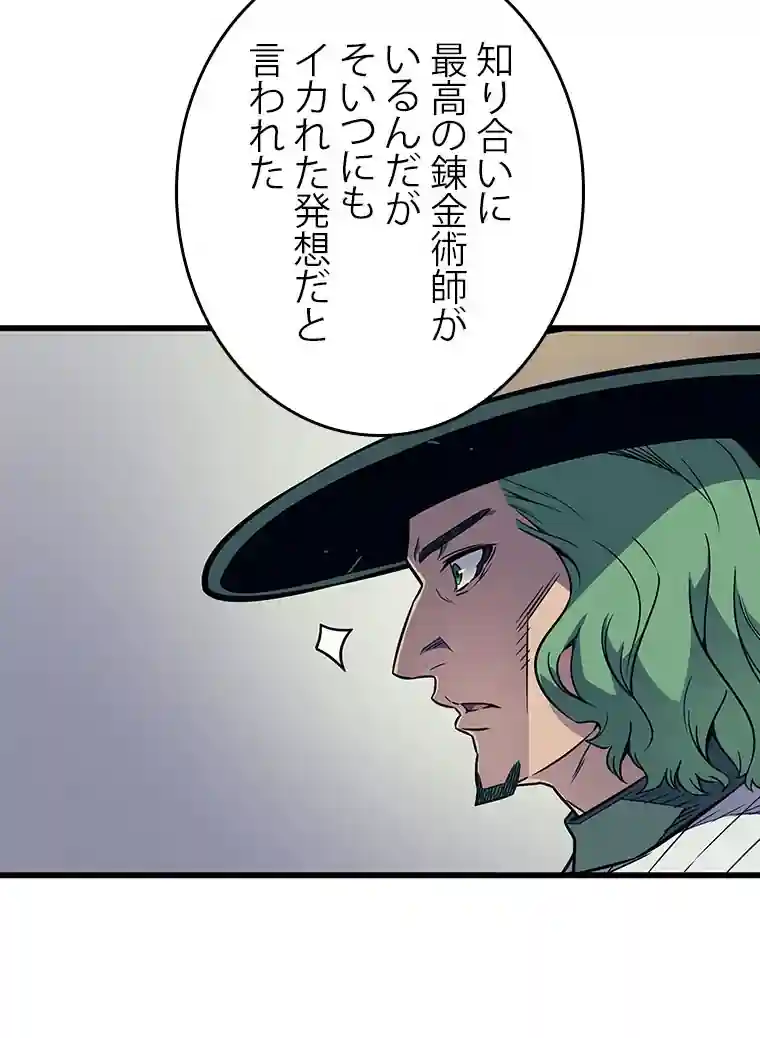 知り合いに
最高の錬金術師が
いるんだが
そいつにも
イカれた発想だと
言われた